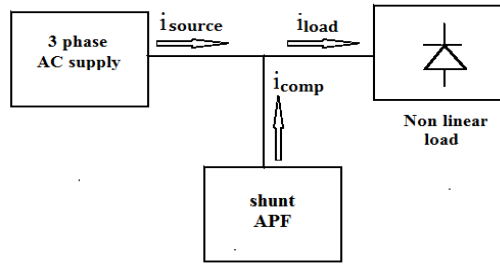 3 phase
AC supply
isource
iload
icomp
Non linear
load
shunt
APF